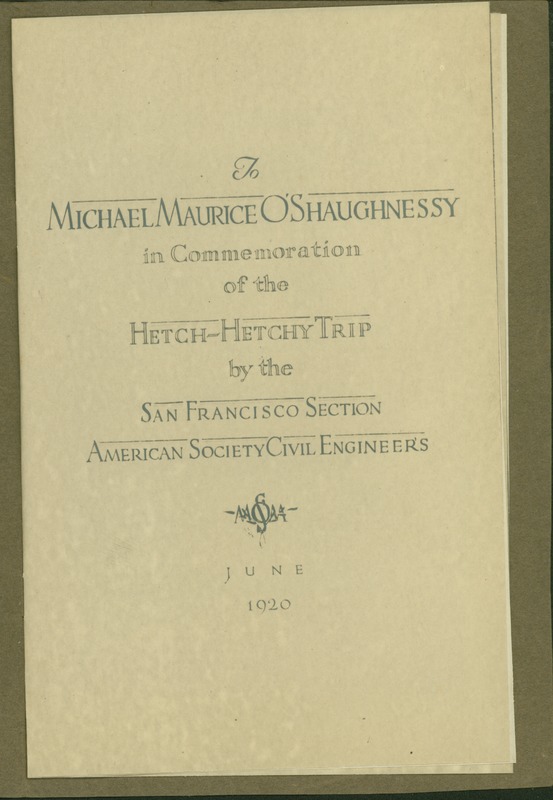 To
MICHAEL MAURICE O'SHAUGHNESSY
in Commemoration
of the
HETCH-HETCHY TRIP
by the
SAN FRANCISCO SECTION
AMERICAN SOCIETY CIVIL ENGINEERS
JUNE
1920